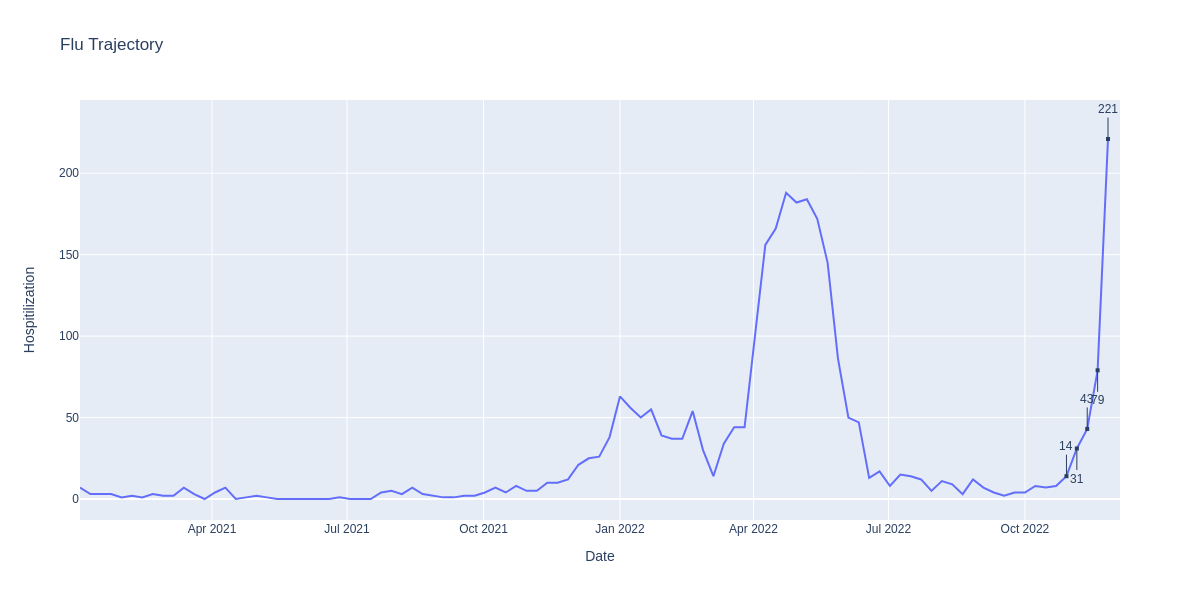 Flu Trajectory
221
200
150
100
50
0
43
79
14
31
Apr 2021
Jul 2021
Oct 2021
Jan 2022
Apr 2022
Jul 2022
Oct 2022
Date
Hospitilization